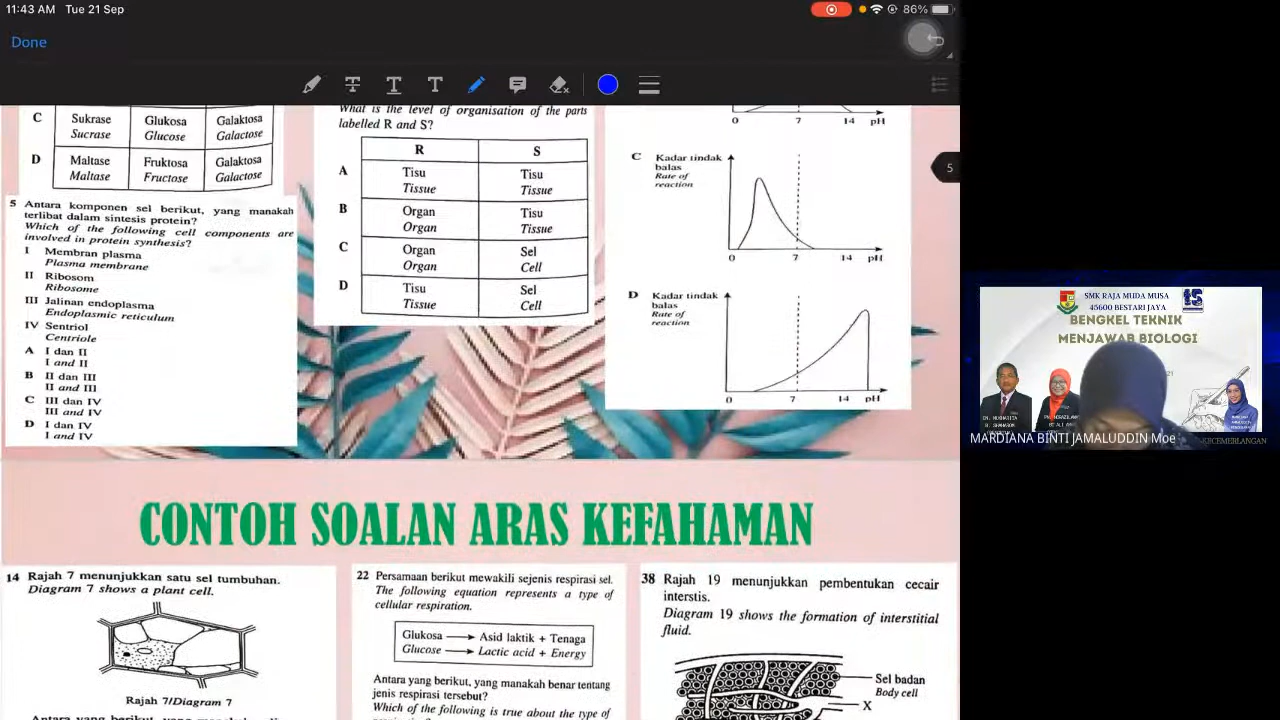 11:43 AM Tue 21 Sep
86%
Done
T T
5
C
Sukrase
Sucrase
Glukosa
Glucose
Galaktosa
Galactose
D
Maltase
Maltase
Fruktosa
Fructose
Galaktosa
Galactose
5 Antara komponen sel berikut, yang manakah
terlibat dalam sintesis protein?
Which of the following cell components are
involved in protein synthesis?
I Membran plasma
Plasma membrane
II Ribosom
Ribosome
III Jalinan endoplasma
Endoplasmic reticulum
IV Sentriol
Centriole
A I dan II
I and II
B II dan III
II and III
C III dan IV
III and IV
D I dan IV
I and IV
What is the level of organisation of the parts
labelled R and S?
R S
A Tisu Tisu
Tissue Tissue
B Organ Tisu
Organ Tissue
C Organ Sel
Organ Cell
D Tisu Sel
Tissue Cell
0 7 14 pH
C Kadar tindak
balas
Rate of
reaction
0 7 14 pH
D Kadar tindak
balas
Rate of
reaction
0 7 14 pH
CONTOH SOALAN ARAS KEFAHAMAN
14 Rajah 7 menunjukkan satu sel tumbuhan.
Diagram 7 shows a plant cell.
Rajah 7/Diagram 7
22 Persamaan berikut mewakili sejenis respirasi sel.
The following equation represents a type of
cellular respiration.
Glukosa → Asid laktik + Tenaga
Glucose → Lactic acid + Energy
Antara yang berikut, yang manakah benar tentang
jenis respirasi tersebut?
Which of the following is true about the type of
38 Rajah 19 menunjukkan pembentukan cecair
interstis.
Diagram 19 shows the formation of interstitial
fluid.
Sel badan
Body cell
X
SMK RAJA MUDA MUSA
45600 BESTARI JAYA
BENGKEL TEKNIK
MENJAWAB BIOLOGI
MARDIANA BINTI JAMALUDDIN Moe
KECEMERLANGAN